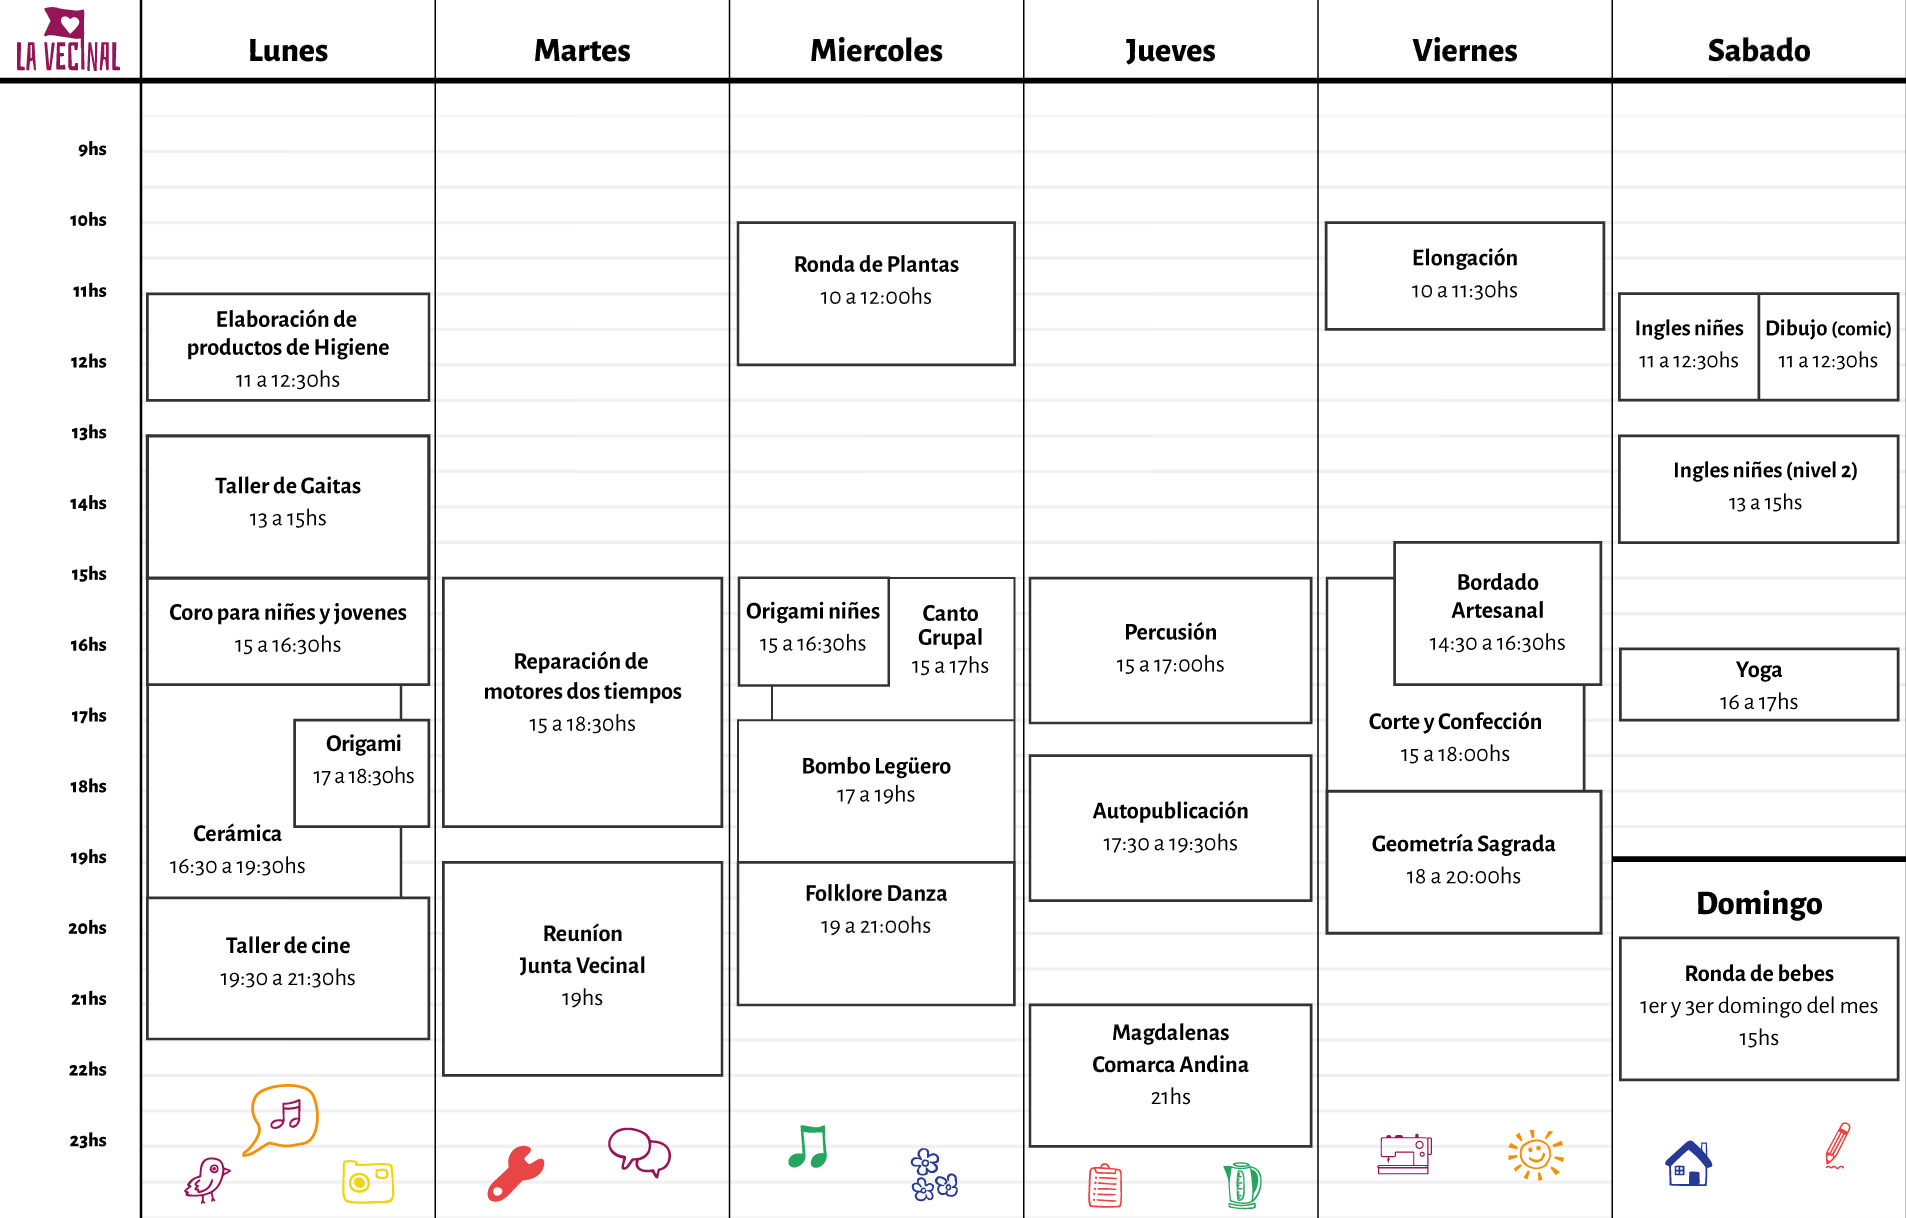 LA VECINAL
Lunes
Martes
Miercoles
Jueves
Viernes
Sabado
9hs
10hs
11hs
12hs
13hs
14hs
15hs
16hs
17hs
18hs
19hs
20hs
21hs
22hs
23hs
Elaboración de
productos de Higiene
11 a 12:30hs
Taller de Gaitas
13 a 15hs
Coro para niñes y jovenes
15 a 16:30hs
Origami
17 a 18:30hs
Cerámica
16:30 a 19:30hs
Taller de cine
19:30 a 21:30hs
Reparación de
motores dos tiempos
15 a 18:30hs
Reuníon
Junta Vecinal
19hs
Ronda de Plantas
10 a 12:00hs
Origami niñes
15 a 16:30hs
Canto
Grupal
15 a 17hs
Bombo Legüero
17 a 19hs
Folklore Danza
19 a 21:00hs
Percusión
15 a 17:00hs
Autopublicación
17:30 a 19:30hs
Magdalenas
Comarca Andina
21hs
Elongación
10 a 11:30hs
Bordado
Artesanal
14:30 a 16:30hs
Corte y Confección
15 a 18:00hs
Geometría Sagrada
18 a 20:00hs
Ingles niñes
11 a 12:30hs
Dibujo (comic)
11 a 12:30hs
Ingles niñes (nivel 2)
13 a 15hs
Yoga
16 a 17hs
Domingo
Ronda de bebes
1er y 3er domingo del mes
15hs